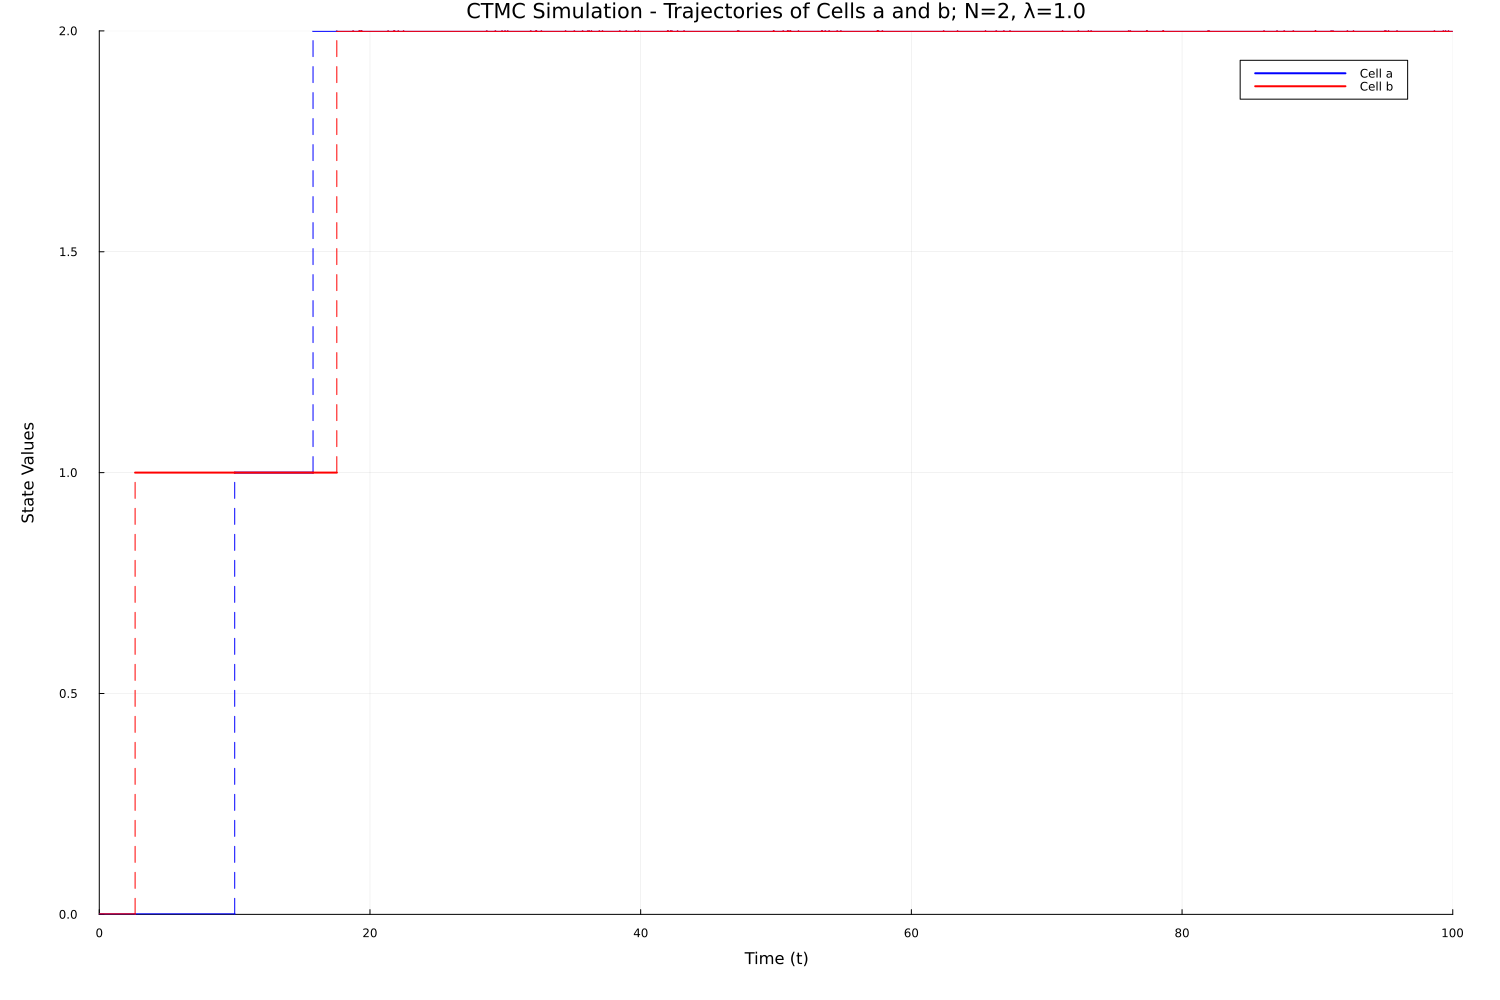 CTMC Simulation - Trajectories of Cells a and b; N=2, λ=1.0
2.0
Cell a
Cell b
1.5
1.0
State Values
0.5
0.0
0 20 40 60 80 100
Time (t)